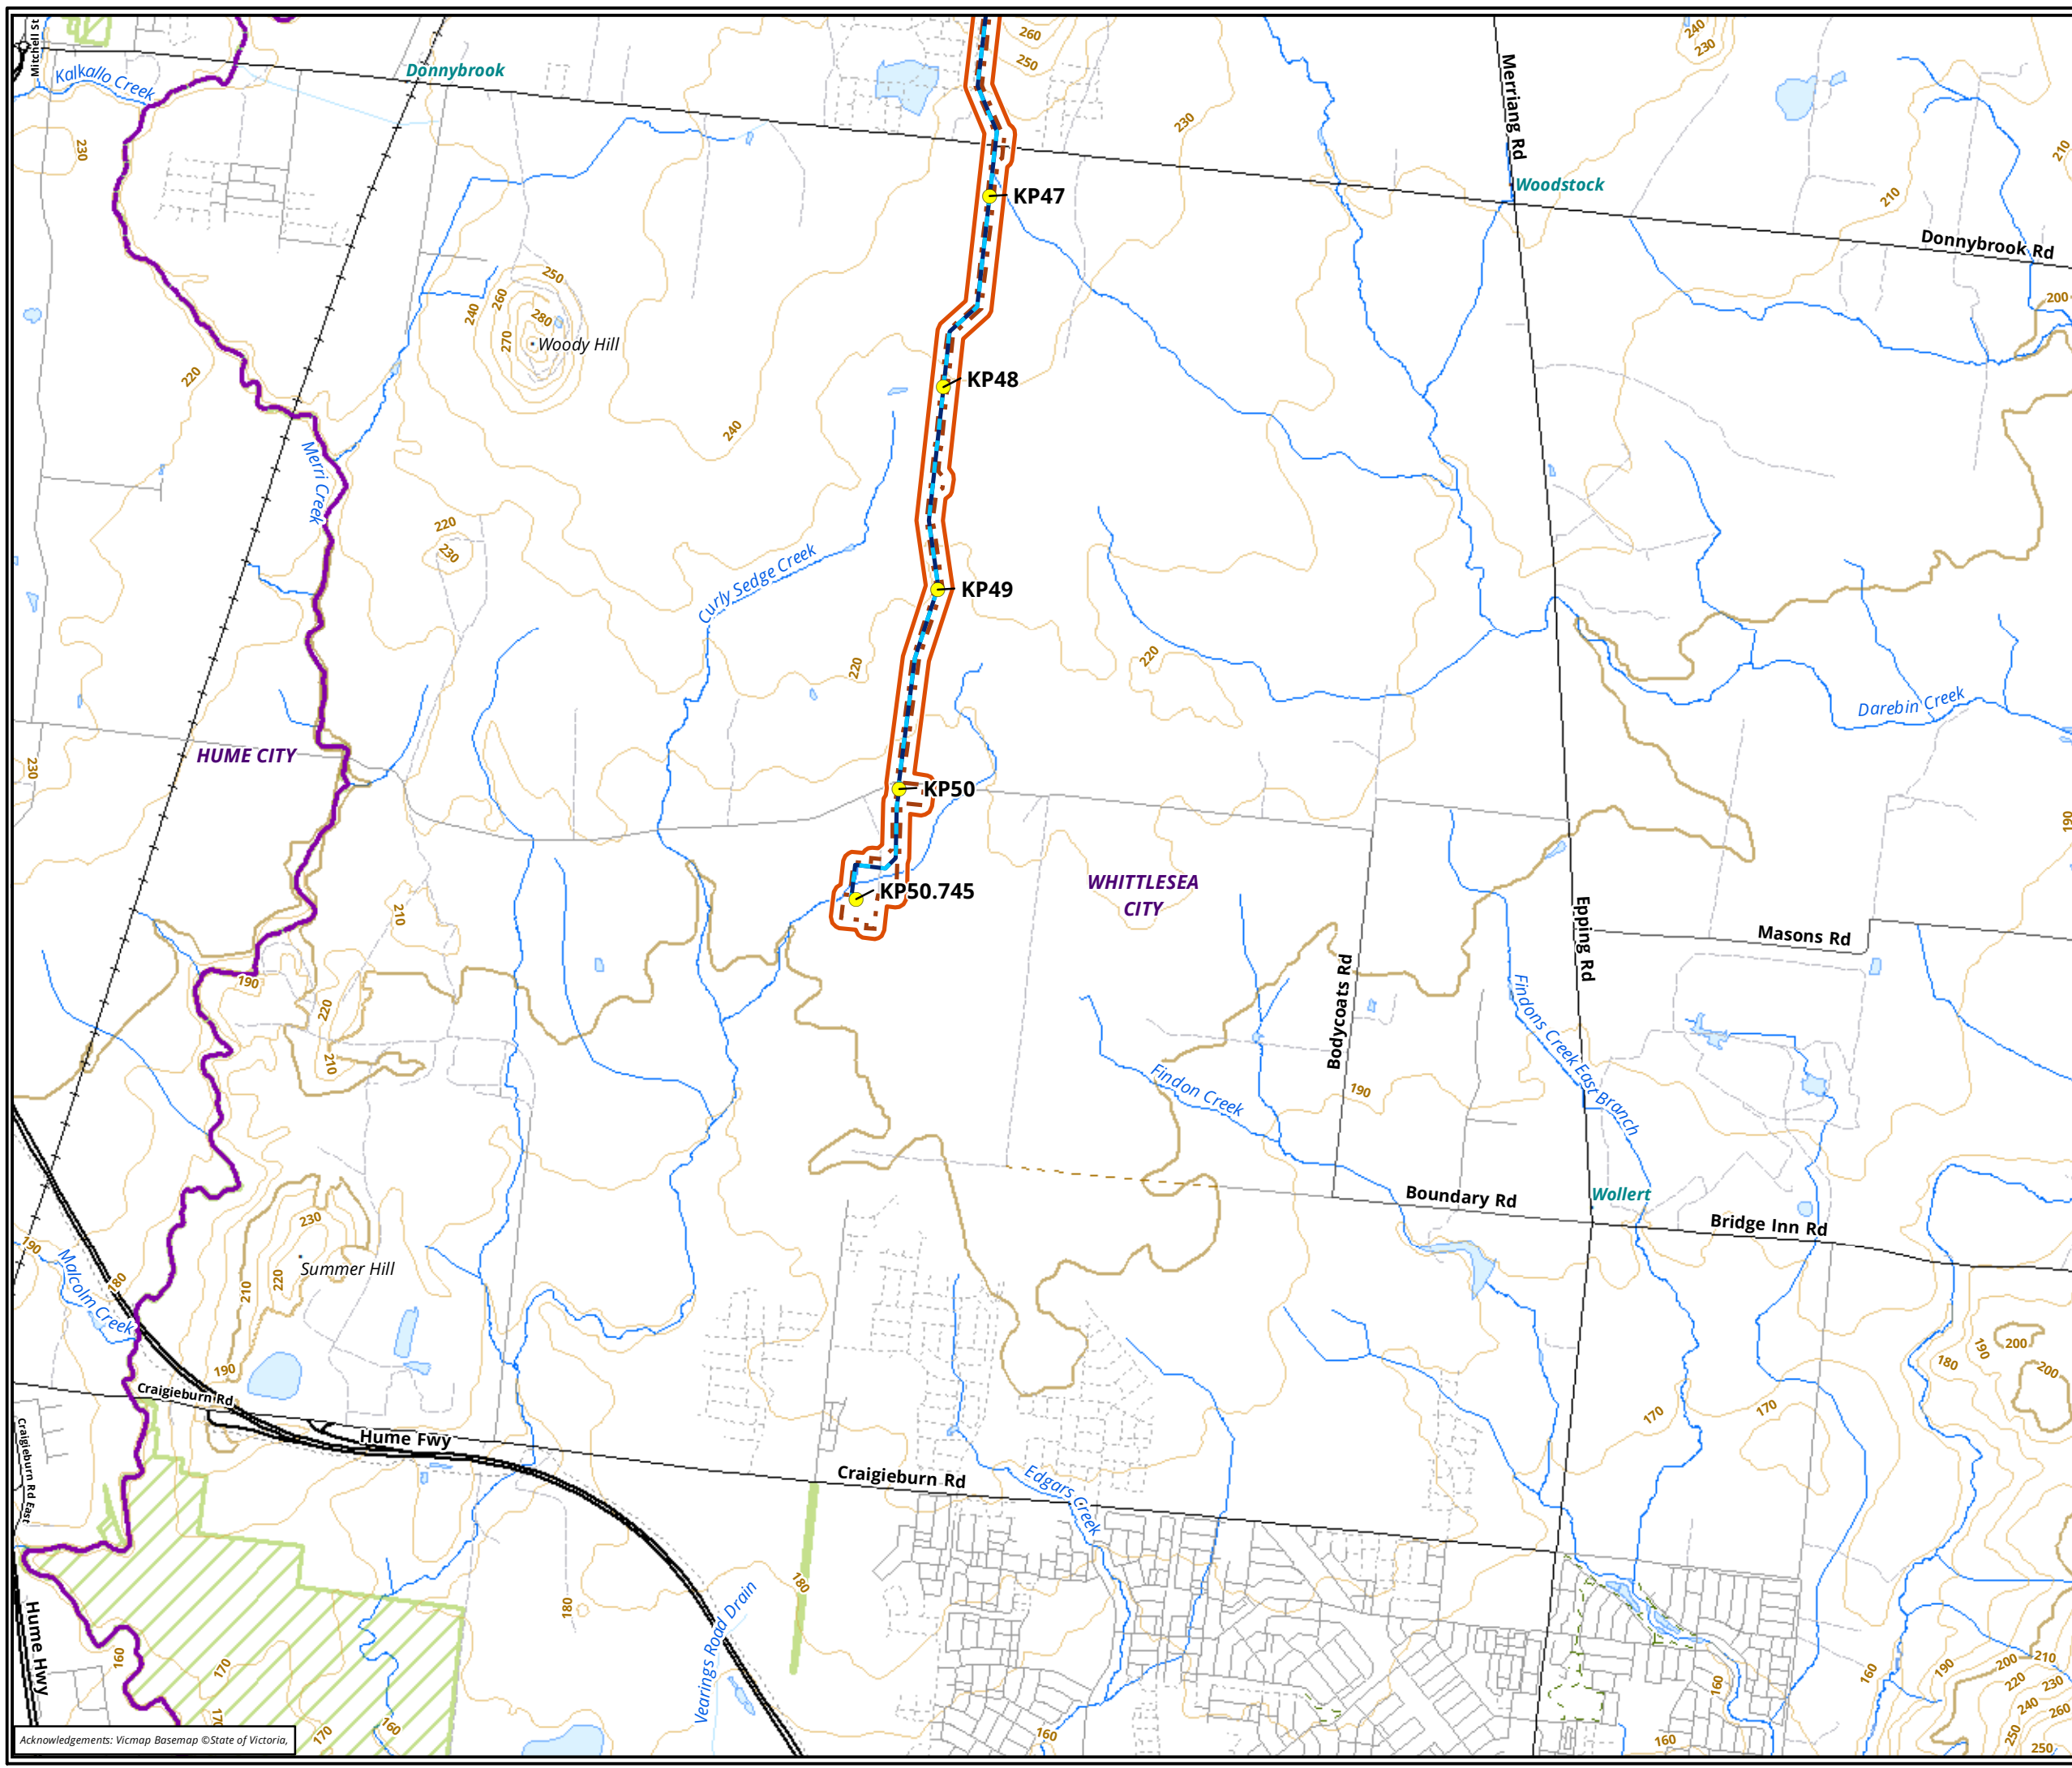 Mitchell St
Kalkallo Creek
Donnybrook
260
250
240
230
Merriang Rd
230
230
210
210
KP47
Woodstock
Donnybrook Rd
200
250
260
240
280
270
Woody Hill
220
KP48
240
Merri Creek
220
230
Curly Sedge Creek
KP49
220
220
Darebin Creek
HUME CITY
230
KP50
190
KP50.745
WHITTLESEA
CITY
210
Epping Rd
Masons Rd
190
220
210
Bodycoats Rd
Findons Creek East Branch
Findon Creek
190
Boundary Rd
Wollert
Bridge Inn Rd
230
190
180
Malcolm Creek
210
220
Summer Hill
190
200
190
180
200
Craigieburn Rd
Hume Fwy
170
170
Craigieburn Rd East
Craigieburn Rd
Edgars Creek
180
180
Vearings Road Drain
Hume Hwy
160
170
170
170
160
160
160
160
160
190
200
210
220
230
240
260
250
250
Acknowledgements: Vicmap Basemap ©State of Victoria,